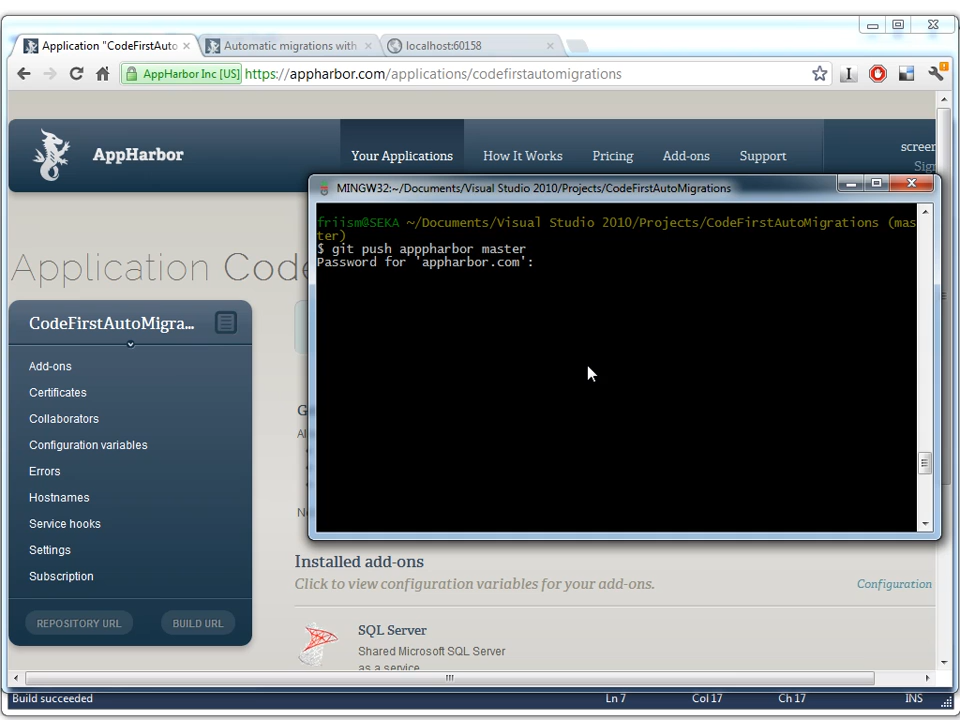 Application "CodeFirstAuto
Automatic migrations with
localhost:60158
AppHarbor Inc [US]
https://appharbor.com/applications/codefirstautomigrations
AppHarbor
Your Applications
How It Works
Pricing
Add-ons
Support
screen
Sign
MINGW32:~/Documents/Visual Studio 2010/Projects/CodeFirstAutoMigrations
friism@SEKA ~/Documents/Visual Studio 2010/Projects/CodeFirstAutoMigrations (mas
ter)
$ git push apppharbor master
Password for 'appharbor.com':
Application Code
CodeFirstAutoMigra...
Add-ons
Certificates
Collaborators
Configuration variables
Errors
Hostnames
Service hooks
Settings
Subscription
REPOSITORY URL
BUILD URL
Installed add-ons
Click to view configuration variables for your add-ons.
Configuration
SQL Server
Shared Microsoft SQL Server
as a service
Build succeeded
Ln 7
Col 17
Ch 17
INS